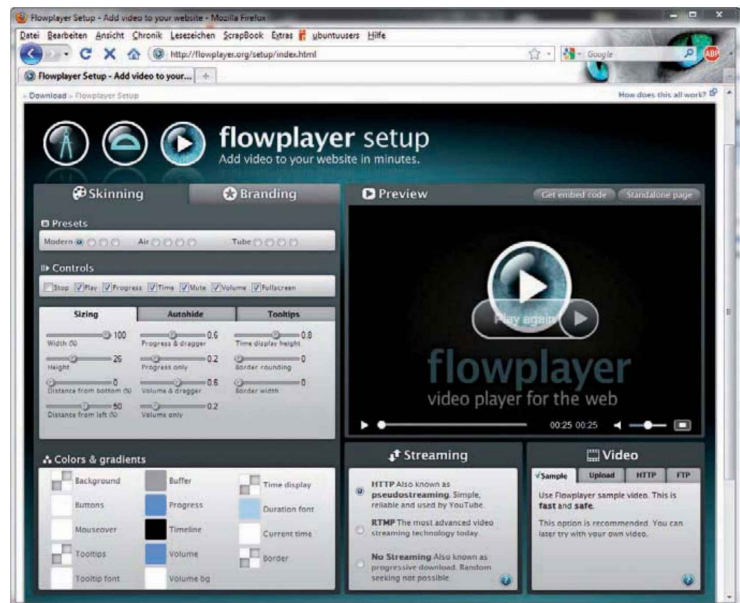 Flowplayer Setup - Add video to your website - Mozilla Firefox
Datei Bearbeiten Ansicht Chronik Lesezeichen ScrapBook Extras ubuntuusers Hilfe
http://flowplayer.org/setup/index.html
Google
ABP
Flowplayer Setup - Add video to your...
Download » Flowplayer Setup
How does this all work?
flowplayer setup
Add video to your website in minutes.
Skinning
Branding
Presets
Modern
Air
Tube
Controls
Stop Play Progress Time Mute Volume Fullscreen
Sizing
Autohide
Tooltips
100
Width (%)
0.6
Progress & dragger
0.8
Time display height
26
Height
0.2
Progress only
0
Border rounding
0
Distance from bottom (%)
0.6
Volume & dragger
0
Border width
50
Distance from left (%)
0.2
Volume only
Colors & gradients
Background
Buffer
Time display
Buttons
Progress
Duration font
Mouseover
Timeline
Current time
Tooltips
Volume
Border
Tooltip font
Volume bg
Preview
Get embed code
Standalone page
Play again
flowplayer
video player for the web
00:25 00:25
Streaming
HTTP Also known as
pseudostreaming. Simple,
reliable and used by YouTube.
RTMP The most advanced video
streaming technology today.
No Streaming Also known as
progressive download. Random
seeking not possible.
Video
Sample
Upload
HTTP
FTP
Use Flowplayer sample video. This is
fast and safe.
This option is recommended. You can
later try with your own video.